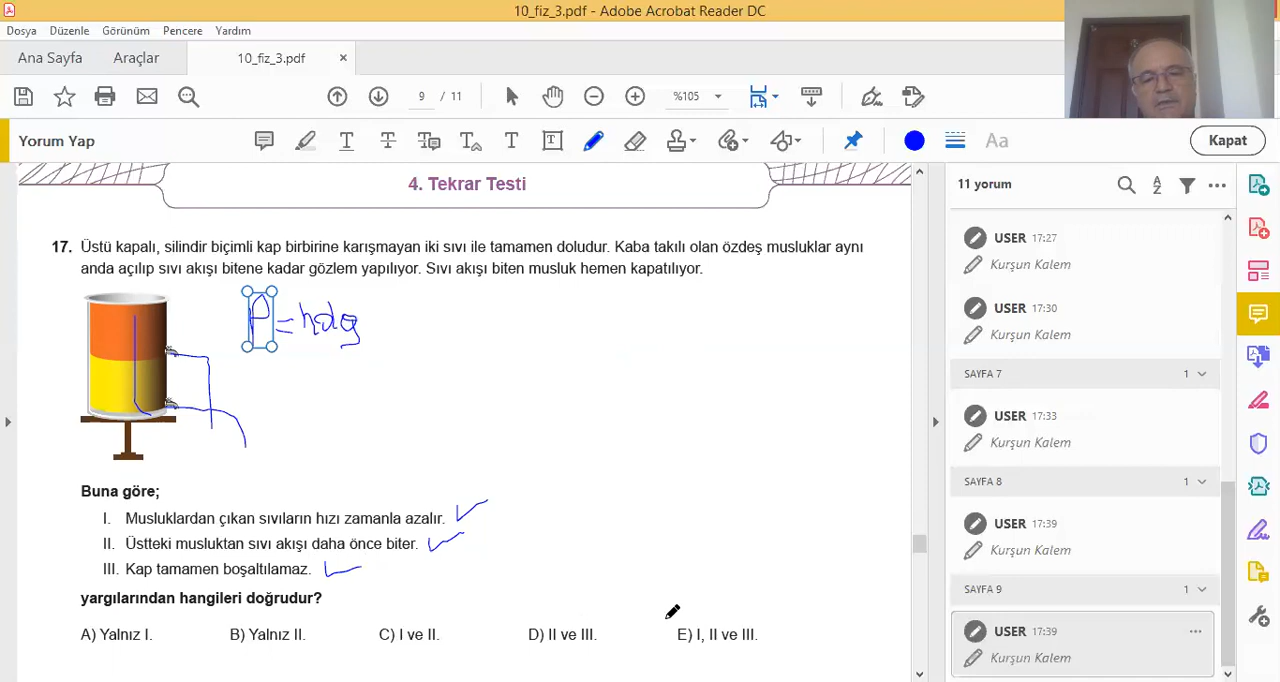 10_fiz_3.pdf - Adobe Acrobat Reader DC
Dosya Düzenle Görünüm Pencere Yardım
Ana Sayfa Araçlar 10_fiz_3.pdf ×
9 / 11 %105
Yorum Yap Aa Kapat
4. Tekrar Testi
17. Üstü kapalı, silindir biçimli kap birbirine karışmayan iki sıvı ile tamamen doludur. Kaba takılı olan özdeş musluklar aynı
anda açılıp sıvı akışı bitene kadar gözlem yapılıyor. Sıvı akışı biten musluk hemen kapatılıyor.
P = hdg
Buna göre;
I. Musluklardan çıkan sıvıların hızı zamanla azalır.
II. Üstteki musluktan sıvı akışı daha önce biter.
III. Kap tamamen boşaltılamaz.
yargılarından hangileri doğrudur?
A) Yalnız I. B) Yalnız II. C) I ve II. D) II ve III. E) I, II ve III.
11 yorum
USER 17:27
Kurşun Kalem
USER 17:30
Kurşun Kalem
SAYFA 7 1
USER 17:33
Kurşun Kalem
SAYFA 8 1
USER 17:39
Kurşun Kalem
SAYFA 9 1
USER 17:39
Kurşun Kalem